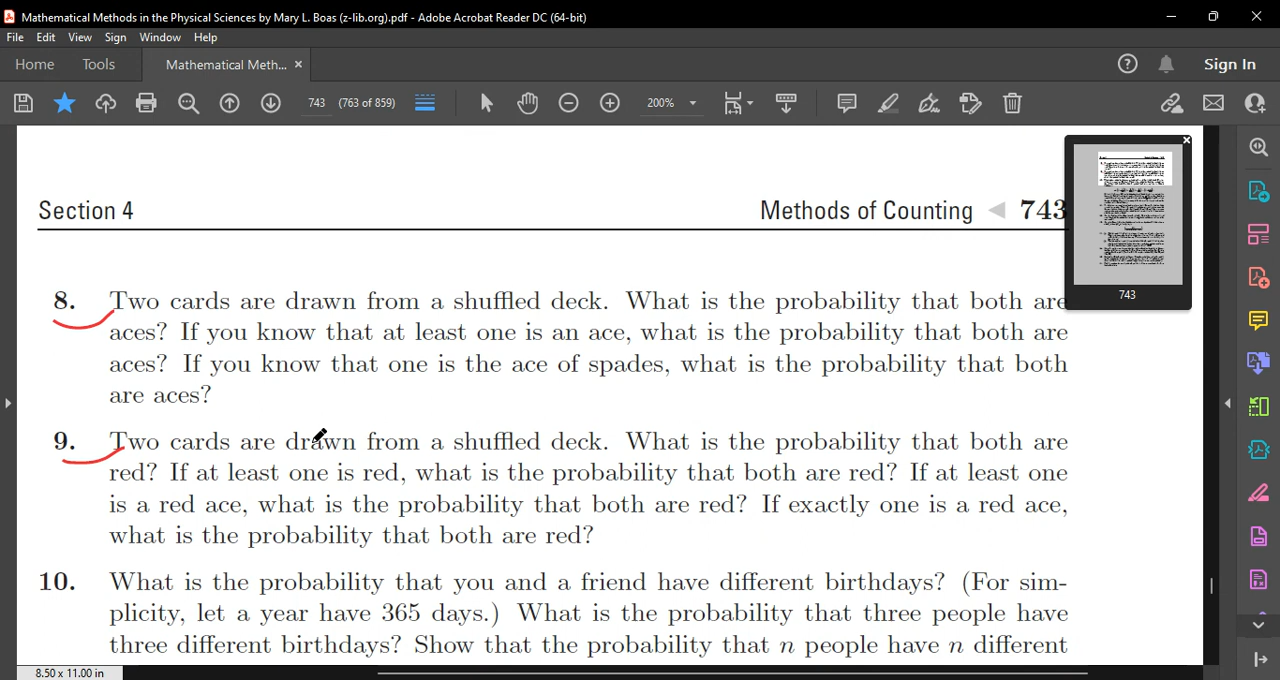 Mathematical Methods in the Physical Sciences by Mary L. Boas (z-lib.org).pdf - Adobe Acrobat Reader DC (64-bit)
File Edit View Sign Window Help
Home Tools Mathematical Meth... × Sign In
743 (763 of 859) 200%
Section 4 Methods of Counting 743
8. Two cards are drawn from a shuffled deck. What is the probability that both are
aces? If you know that at least one is an ace, what is the probability that both are
aces? If you know that one is the ace of spades, what is the probability that both
are aces?
9. Two cards are drawn from a shuffled deck. What is the probability that both are
red? If at least one is red, what is the probability that both are red? If at least one
is a red ace, what is the probability that both are red? If exactly one is a red ace,
what is the probability that both are red?
10. What is the probability that you and a friend have different birthdays? (For sim-
plicity, let a year have 365 days.) What is the probability that three people have
three different birthdays? Show that the probability that n people have n different
743
8.50 x 11.00 in